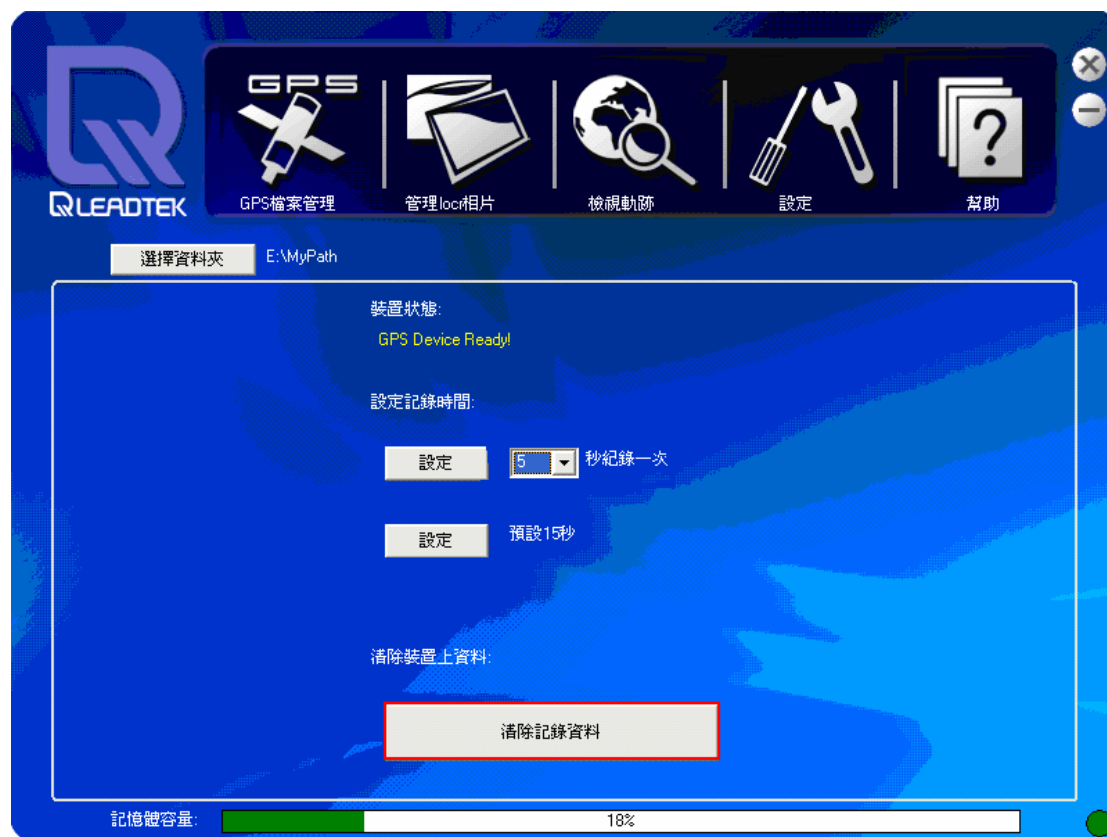 GPS
LEADTEK
GPS檔案管理
管理locr相片
檢視軌跡
設定
幫助
選擇資料夾
E:\MyPath
裝置狀態:
GPS Device Ready!
設定記錄時間:
設定
5
秒紀錄一次
設定
預設15秒
清除裝置上資料:
清除記錄資料
記憶體容量:
18%